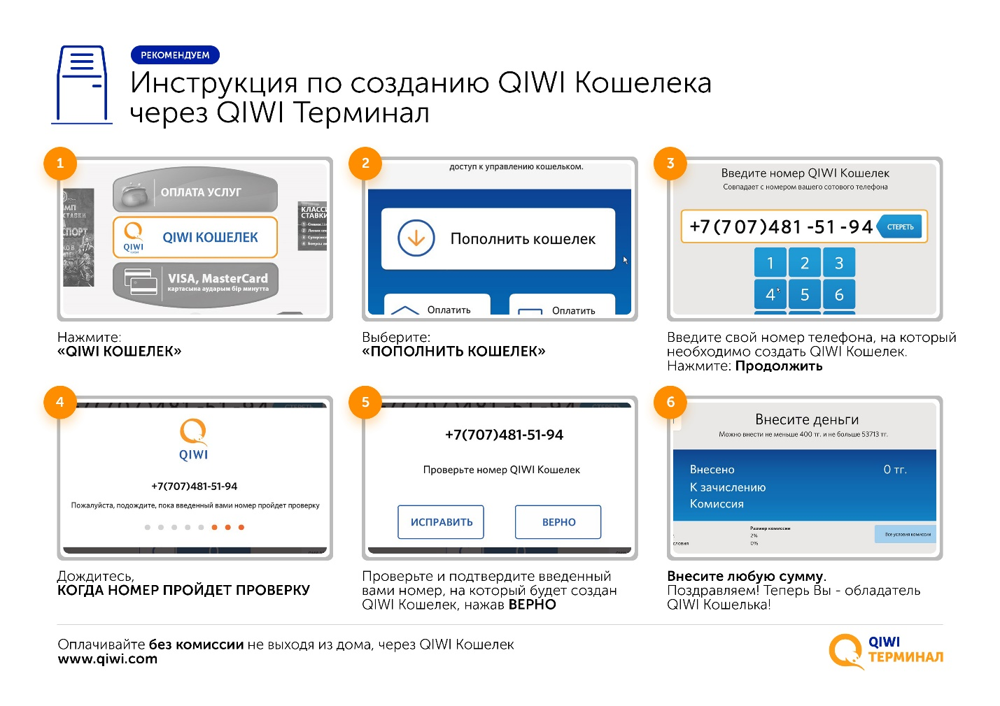 РЕКОМЕНДУЕМ
Инструкция по созданию QIWI Кошелека
через QIWI Терминал
1
ОПЛАТА УСЛУГ
QIWI
QIWI КОШЕЛЕК
VISA, MasterCard
картасына аударым бір минутта
КЛАССИ
СТАВКИ
Нажмите:
«QIWI КОШЕЛЕК»
2
доступ к управлению кошельком.
Пополнить кошелек
Оплатить
Оплатить
Выберите:
«ПОПОЛНИТЬ КОШЕЛЕК»
3
Введите номер QIWI Кошелек
Совпадает с номером вашего сотового телефона
+7(707)481-51-94
СТЕРЕТЬ
1 2 3
4 5 6
Введите свой номер телефона, на который
необходимо создать QIWI Кошелек.
Нажмите: Продолжить
4
QIWI
+7(707)481-51-94
Пожалуйста, подождите, пока введенный вами номер пройдет проверку
Дождитесь,
КОГДА НОМЕР ПРОЙДЕТ ПРОВЕРКУ
5
+7(707)481-51-94
Проверьте номер QIWI Кошелек
ИСПРАВИТЬ
ВЕРНО
Проверьте и подтвердите введенный
вами номер, на который будет создан
QIWI Кошелек, нажав ВЕРНО
6
Внесите деньги
Можно внести не меньше 400 тг. и не больше 53713 тг.
Внесено 0 тг.
К зачислению
Комиссия
Размер комиссии
2%
словия 0%
Все условия комиссии
Внесите любую сумму.
Поздравляем! Теперь Вы - обладатель
QIWI Кошелька!
Оплачивайте без комиссии не выходя из дома, через QIWI Кошелек
www.qiwi.com
QIWI
ТЕРМИНАЛ